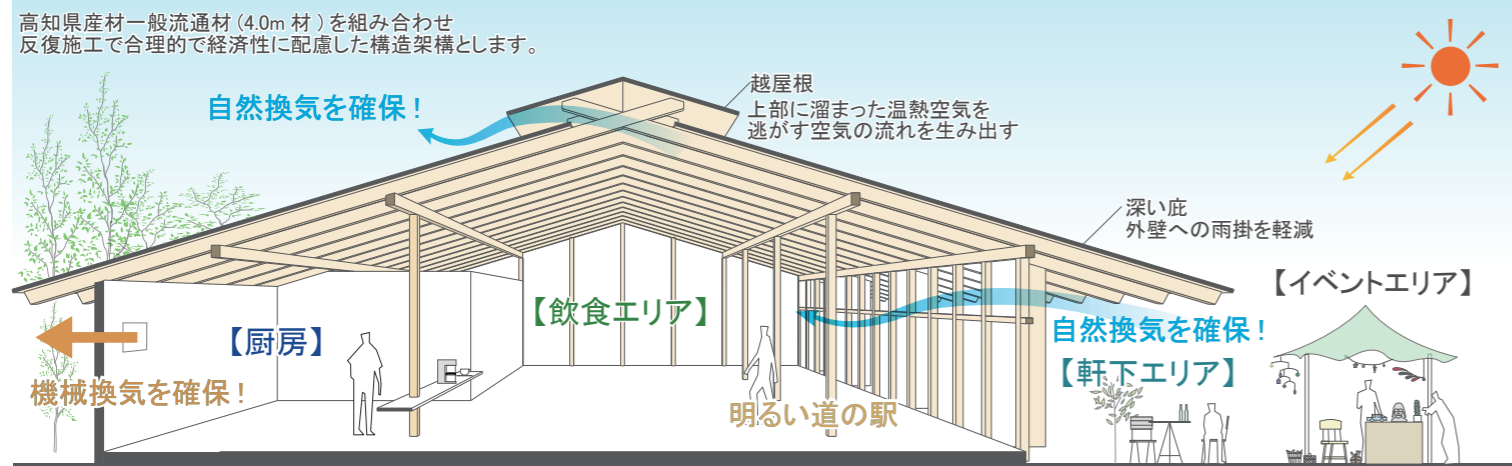 高知県産材一般流通材(4.0m 材)を組み合わせ
反復施工で合理的で経済性に配慮した構造架構とします。
自然換気を確保！
越屋根
上部に溜まった温熱空気を
逃がす空気の流れを生み出す
深い庇
外壁への雨掛を軽減
【イベントエリア】
【飲食エリア】
【厨房】
自然換気を確保！
【軒下エリア】
機械換気を確保！
明るい道の駅